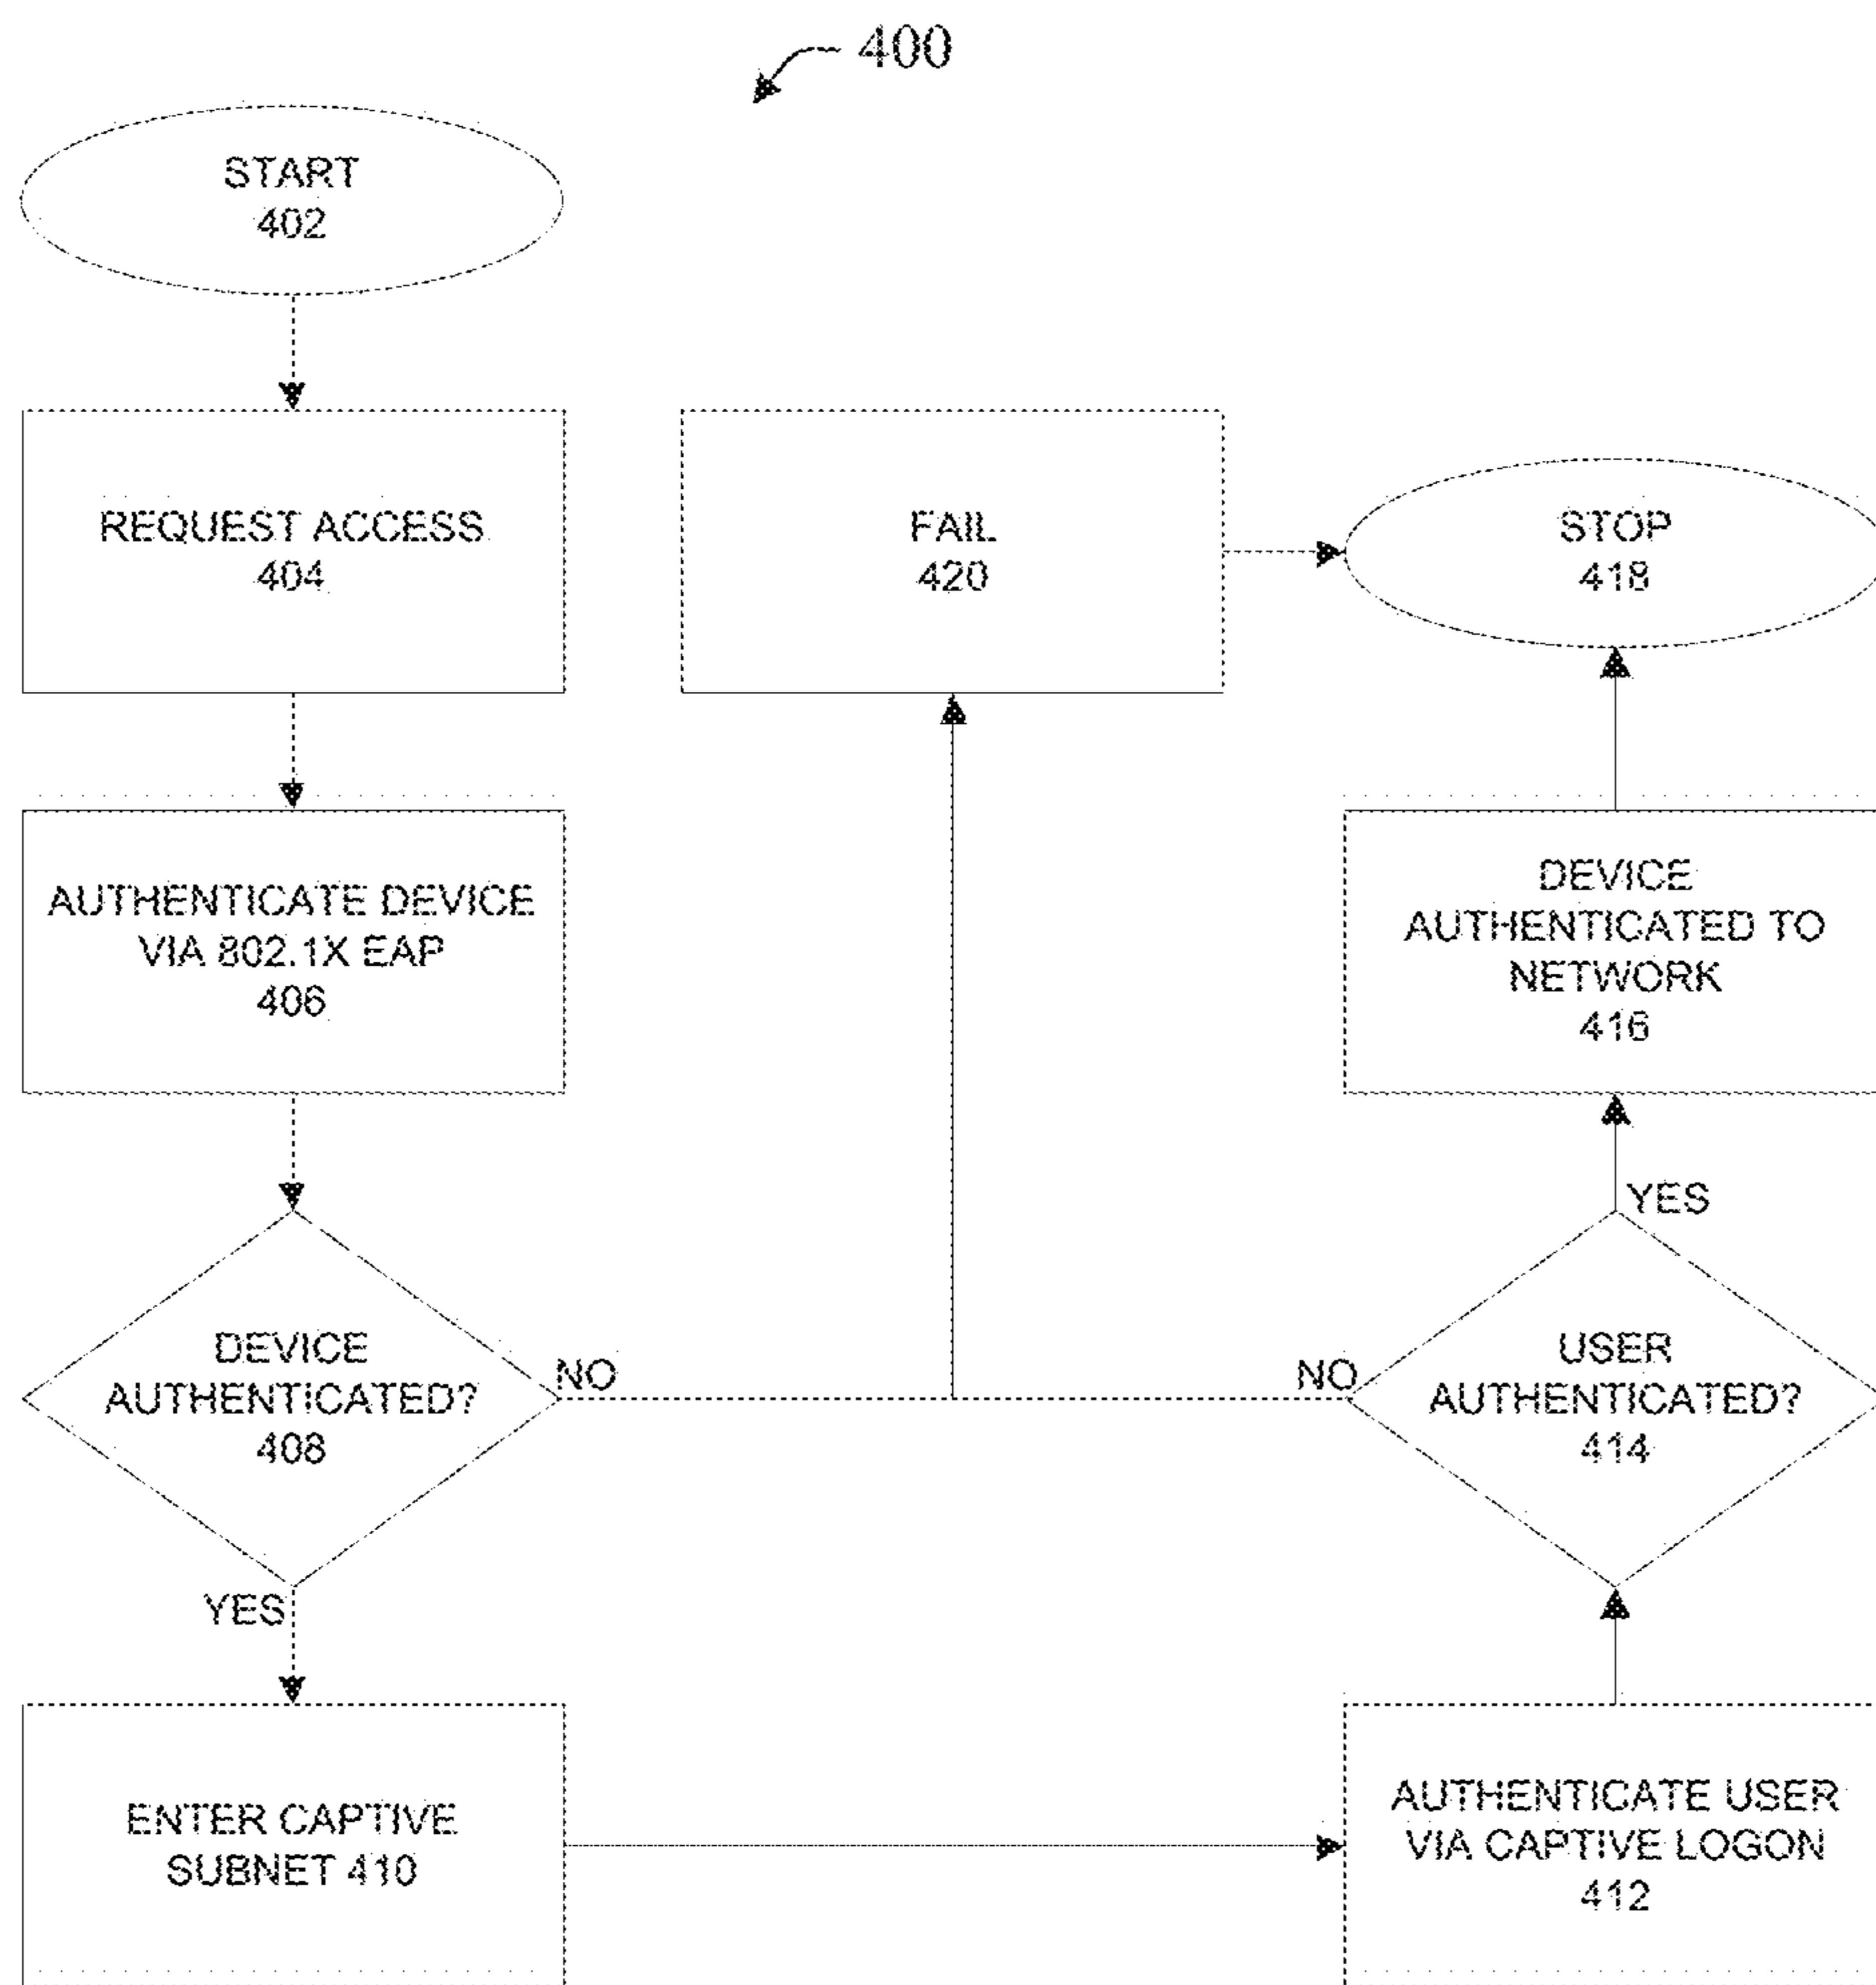 400
START
402
REQUEST ACCESS
404
FAIL
420
STOP
418
AUTHENTICATE DEVICE
VIA 802.1X EAP
406
DEVICE
AUTHENTICATED TO
NETWORK
416
YES
DEVICE
AUTHENTICATED?
408
NO
NO
USER
AUTHENTICATED?
414
YES
ENTER CAPTIVE
SUBNET 410
AUTHENTICATE USER
VIA CAPTIVE LOGON
412